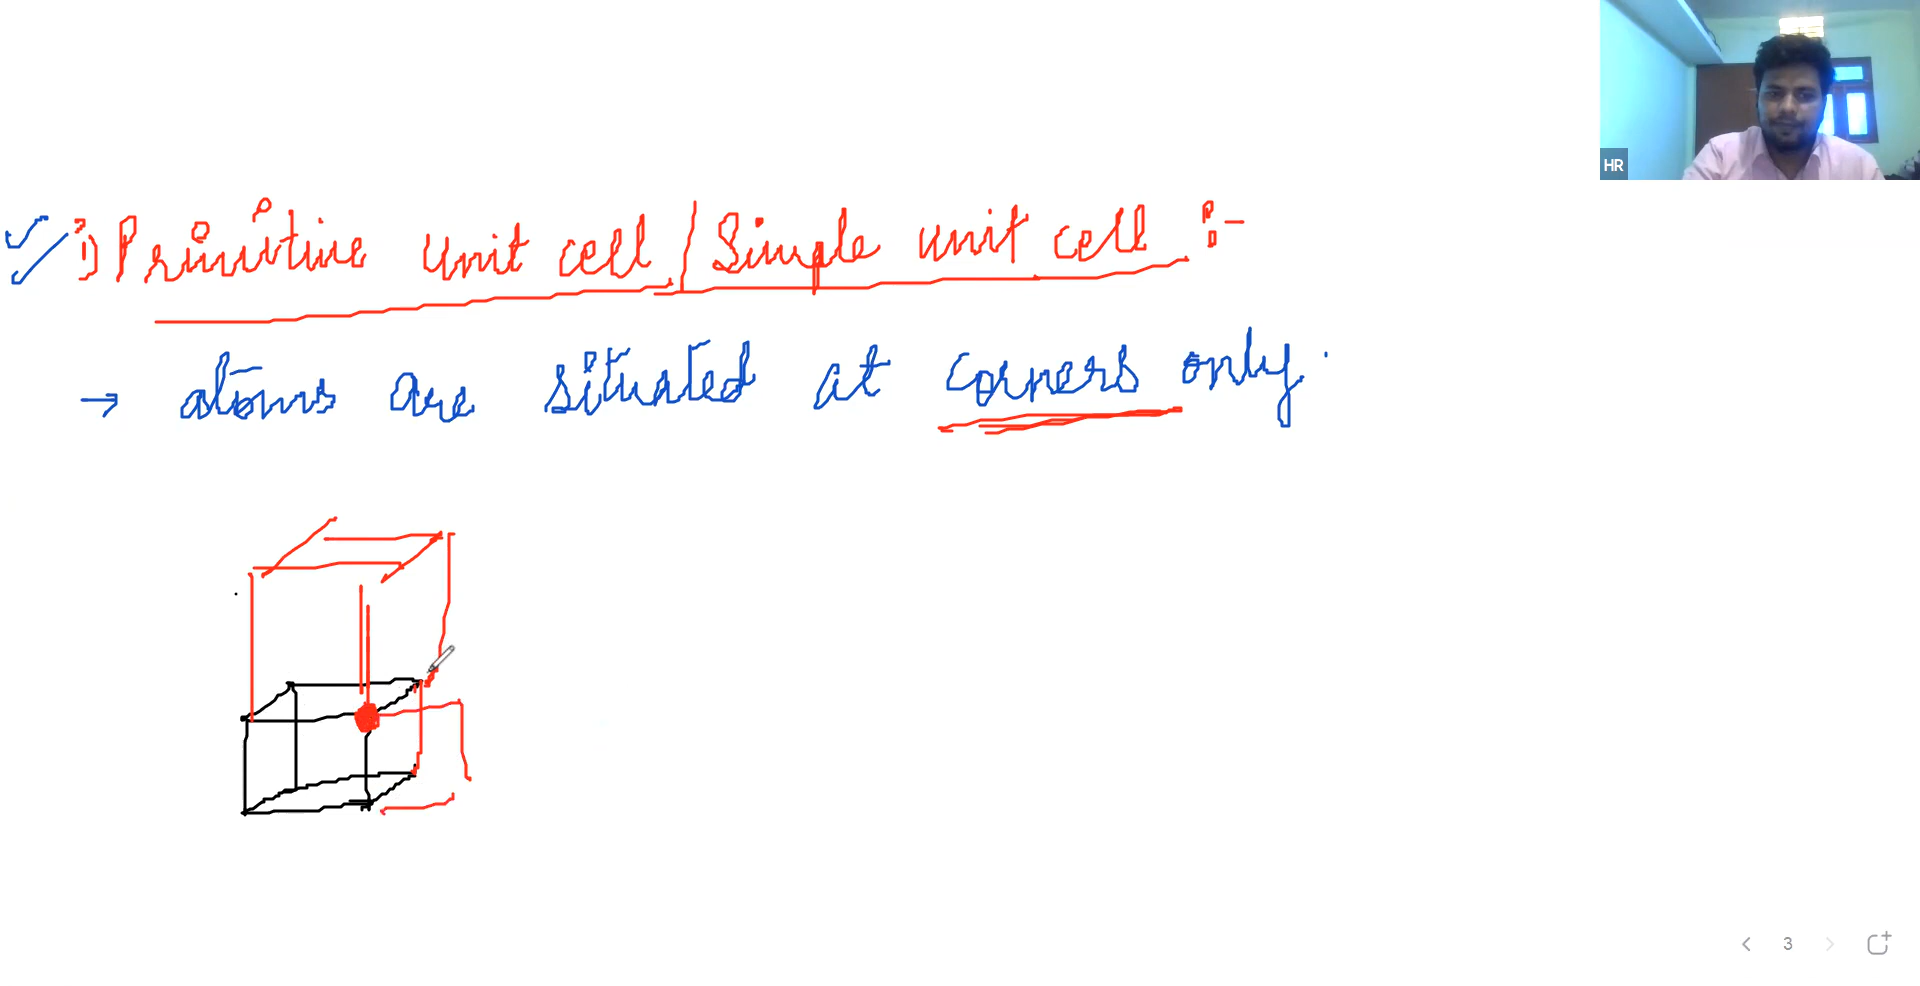 HR
i) Primitive unit cell / Simple unit cell :-
→ atoms are situated at corners only.
3